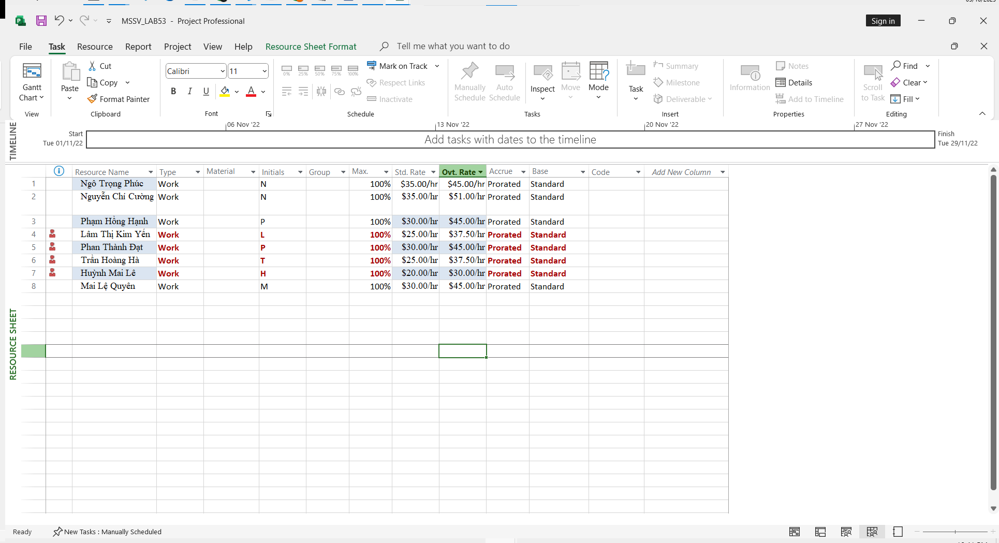 MSSV_LAB53 - Project Professional
Sign in
File Task Resource Report Project View Help Resource Sheet Format Tell me what you want to do
Gantt Chart
View
Paste
Cut
Copy
Format Painter
Clipboard
Calibri 11
B I U A
Font
0% 25% 50% 75% 100%
Mark on Track
Respect Links
Inactivate
Schedule
Manually Schedule
Auto Schedule
Inspect
Move
Mode
Tasks
Task
Summary
Milestone
Deliverable
Insert
Information
Notes
Details
Add to Timeline
Properties
Scroll to Task
Find
Clear
Fill
Editing
TIMELINE
06 Nov '22 13 Nov '22 20 Nov '22 27 Nov '22
Start
Tue 01/11/22
Add tasks with dates to the timeline
Finish
Tue 29/11/22
RESOURCE SHEET
Resource Name Type Material Initials Group Max. Std. Rate Ovt. Rate Accrue Base Code Add New Column
1 Ngô Trọng Phúc Work N 100% $35.00/hr $45.00/hr Prorated Standard
2 Nguyễn Chí Cường Work N 100% $35.00/hr $51.00/hr Prorated Standard
3 Phạm Hồng Hạnh Work P 100% $30.00/hr $45.00/hr Prorated Standard
4 Lâm Thị Kim Yến Work L 100% $25.00/hr $37.50/hr Prorated Standard
5 Phan Thành Đạt Work P 100% $30.00/hr $45.00/hr Prorated Standard
6 Trần Hoàng Hà Work T 100% $25.00/hr $37.50/hr Prorated Standard
7 Huỳnh Mai Lê Work H 100% $20.00/hr $30.00/hr Prorated Standard
8 Mai Lệ Quyên Work M 100% $30.00/hr $45.00/hr Prorated Standard
Ready New Tasks : Manually Scheduled